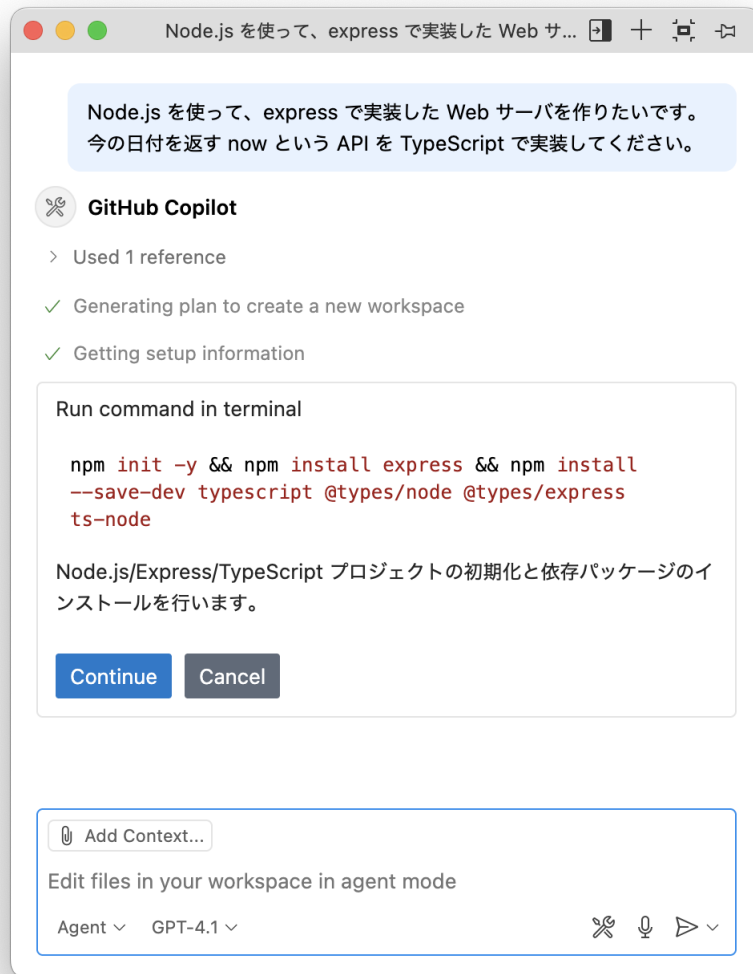 Node.js を使って、express で実装した Web サ...
Node.js を使って、express で実装した Web サーバを作りたいです。
今の日付を返す now という API を TypeScript で実装してください。
GitHub Copilot
Used 1 reference
Generating plan to create a new workspace
Getting setup information
Run command in terminal
npm init -y && npm install express && npm install
--save-dev typescript @types/node @types/express
ts-node
Node.js/Express/TypeScript プロジェクトの初期化と依存パッケージのイ
ンストールを行います。
Continue Cancel
Add Context...
Edit files in your workspace in agent mode
Agent GPT-4.1